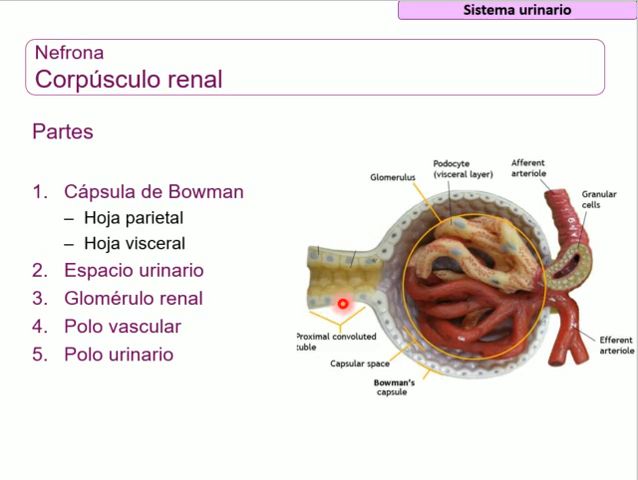 Sistema urinario
Nefrona
Corpúsculo renal
Partes
1. Cápsula de Bowman
– Hoja parietal
– Hoja visceral
2. Espacio urinario
3. Glomérulo renal
4. Polo vascular
5. Polo urinario
Glomerulus
Podocyte
(visceral layer)
Afferent
arteriole
Granular
cells
Proximal convoluted
Capsular space
Bowman's
capsule
Efferent
arteriole